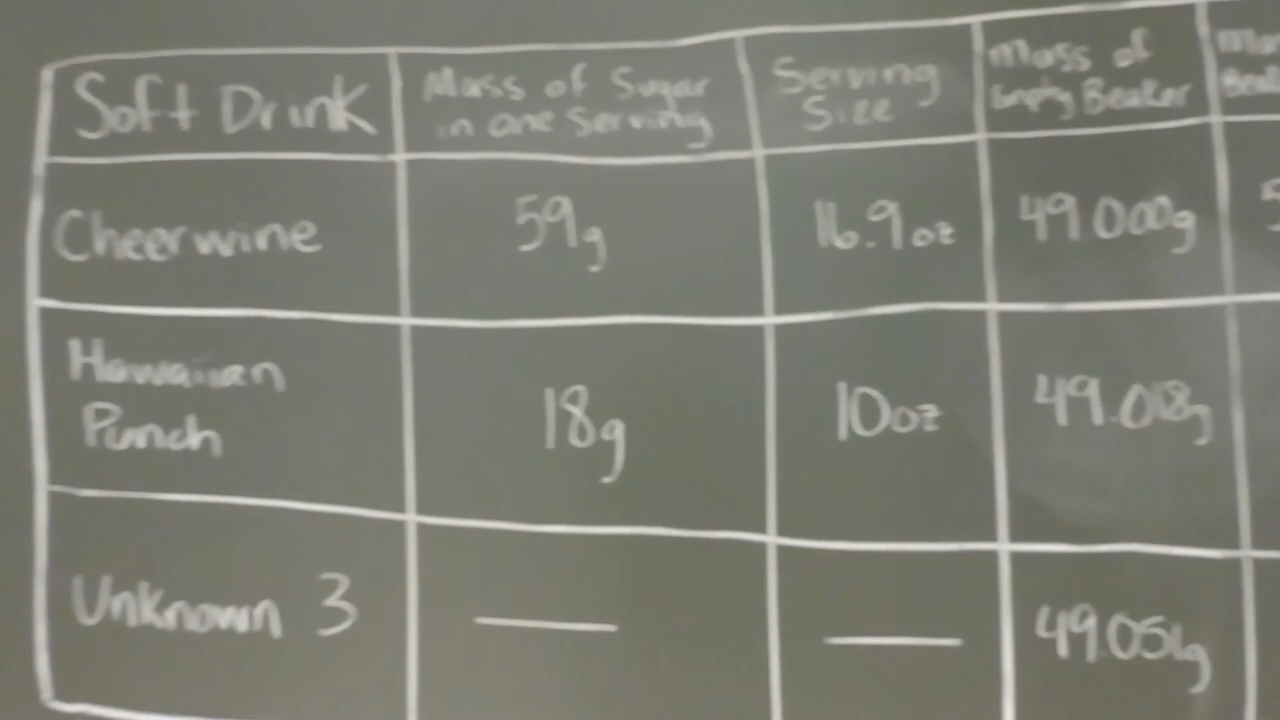 Soft Drink
Mass of Sugar
in one Serving
Serving
Size
Mass of
Empty Beaker
Cheerwine
59g
16.9oz
49.000g
Hawaiian
Punch
18g
10oz
49.018g
Unknown 3
—
—
49.051g